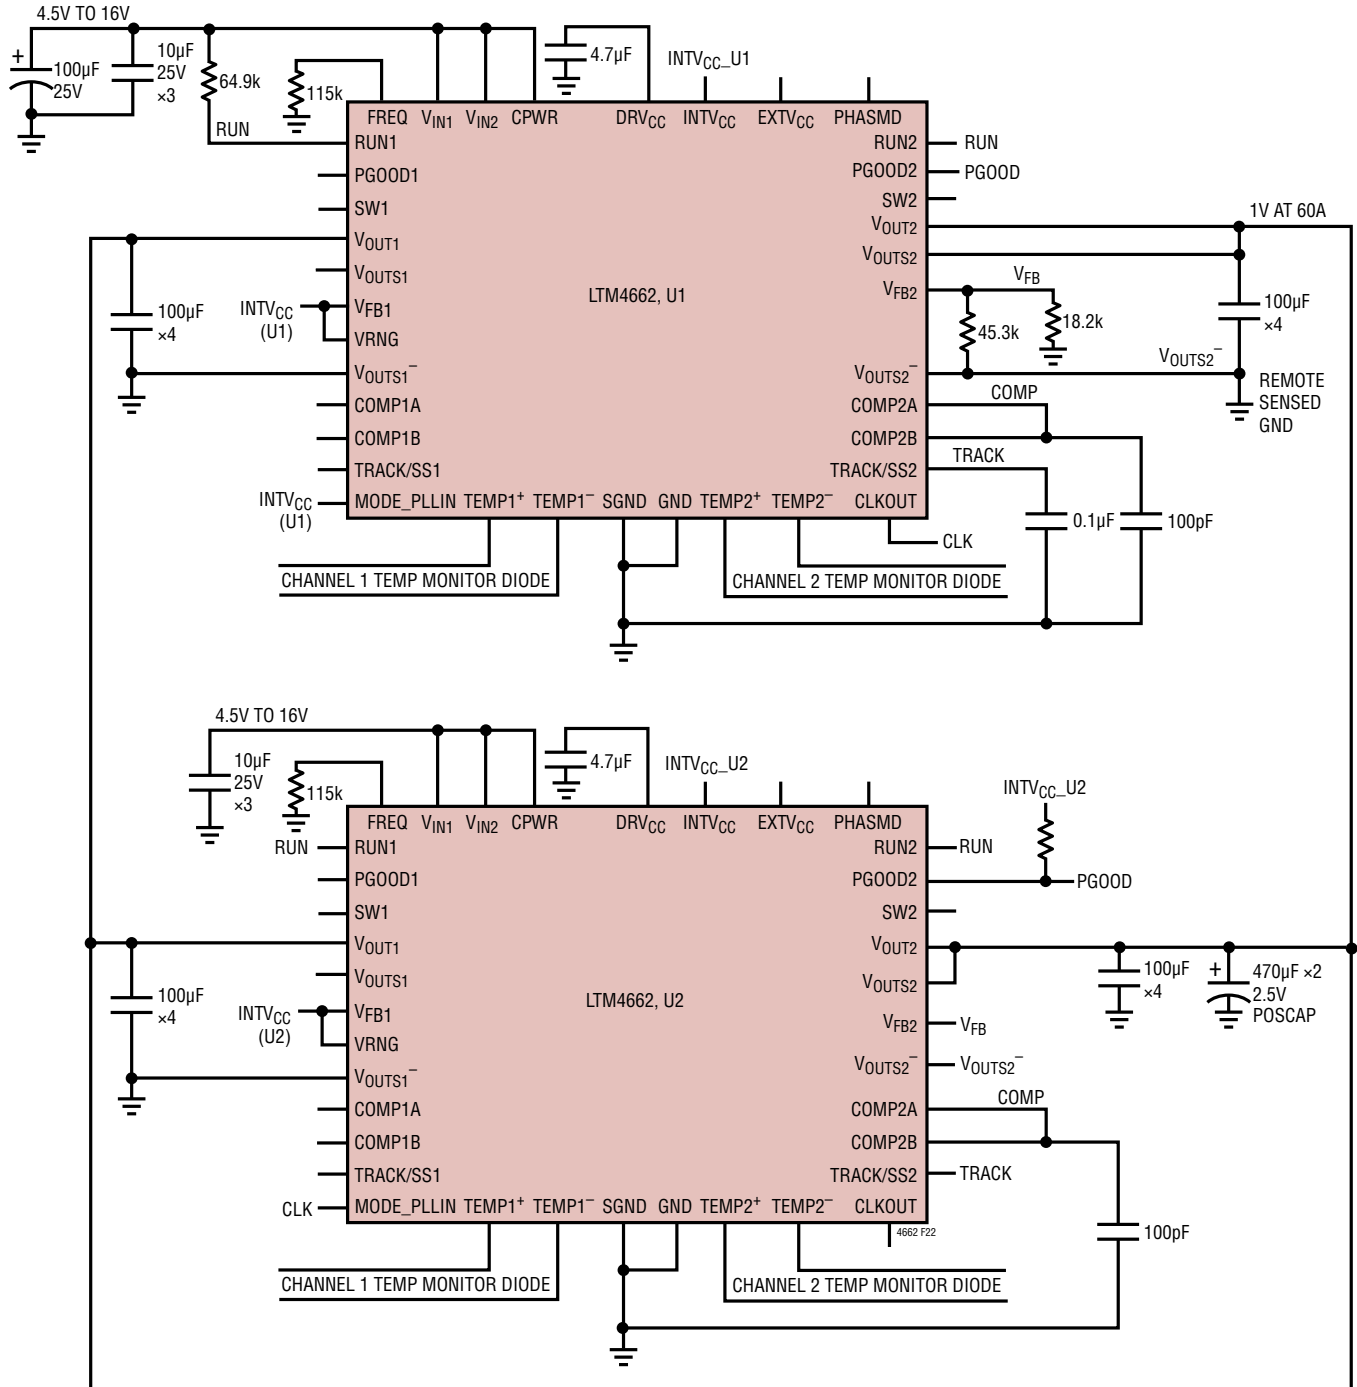 4.5V TO 16V
+
100µF
25V
10µF
25V
×3
64.9k
RUN
115k
4.7µF
INTVCC_U1
FREQ
VIN1
VIN2
CPWR
DRVCC
INTVCC
EXTVCC
PHASMD
RUN1
PGOOD1
SW1
VOUT1
VOUTS1
VFB1
VRNG
VOUTS1–
COMP1A
COMP1B
TRACK/SS1
MODE_PLLIN
TEMP1+
TEMP1–
SGND
GND
TEMP2+
TEMP2–
CLKOUT
LTM4662, U1
RUN2
PGOOD2
SW2
VOUT2
VOUTS2
VFB2
VOUTS2–
COMP2A
COMP2B
TRACK/SS2
RUN
PGOOD
1V AT 60A
VFB
45.3k
18.2k
100µF
×4
VOUTS2–
REMOTE
SENSED
GND
COMP
TRACK
0.1µF
100pF
CLK
100µF
×4
INTVCC
(U1)
INTVCC
(U1)
CHANNEL 1 TEMP MONITOR DIODE
CHANNEL 2 TEMP MONITOR DIODE
4.5V TO 16V
10µF
25V
×3
115k
4.7µF
INTVCC_U2
INTVCC_U2
FREQ
VIN1
VIN2
CPWR
DRVCC
INTVCC
EXTVCC
PHASMD
RUN
RUN1
PGOOD1
SW1
VOUT1
VOUTS1
VFB1
VRNG
VOUTS1–
COMP1A
COMP1B
TRACK/SS1
MODE_PLLIN
TEMP1+
TEMP1–
SGND
GND
TEMP2+
TEMP2–
CLKOUT
LTM4662, U2
RUN2
PGOOD2
SW2
VOUT2
VOUTS2
VFB2
VOUTS2–
COMP2A
COMP2B
TRACK/SS2
RUN
PGOOD
100µF
×4
+
470µF ×2
2.5V
POSCAP
VFB
VOUTS2–
COMP
TRACK
100pF
100µF
×4
INTVCC
(U2)
CLK
4662 F22
CHANNEL 1 TEMP MONITOR DIODE
CHANNEL 2 TEMP MONITOR DIODE